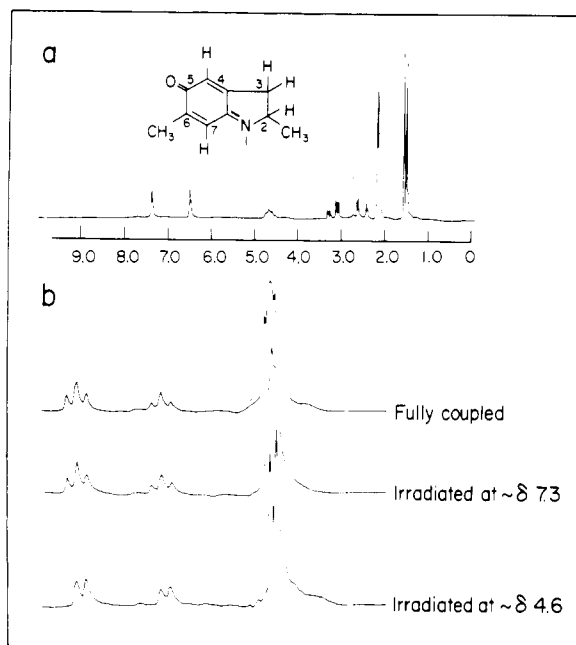 a
H
H
O
5
4
3
H
H
CH₃
6
7
N
2
CH₃
H
1
9.0 8.0 7.0 6.0 5.0 4.0 3.0 2.0 1.0 0
b
Fully coupled
Irradiated at ~δ 7.3
Irradiated at ~δ 4.6